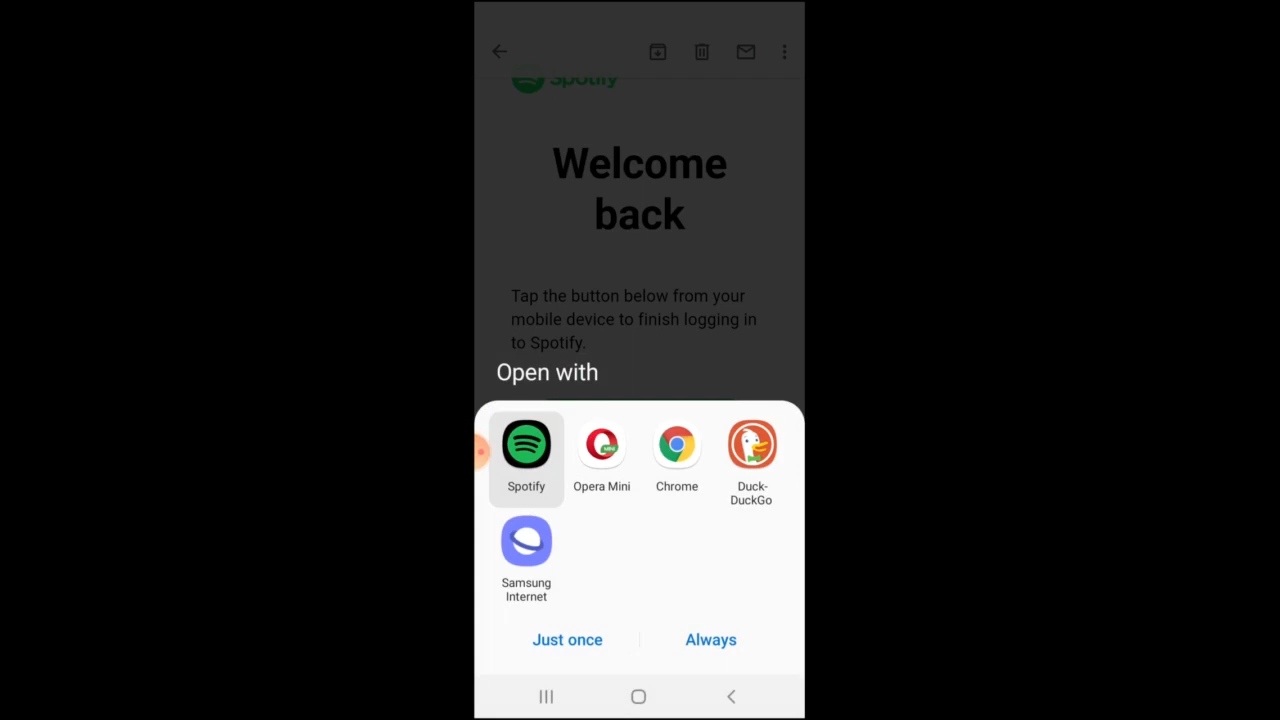 Spotify
Welcome
back
Tap the button below from your
mobile device to finish logging in
to Spotify.
Open with
Spotify
Opera Mini
Chrome
Duck-
DuckGo
Samsung
Internet
Just once
Always